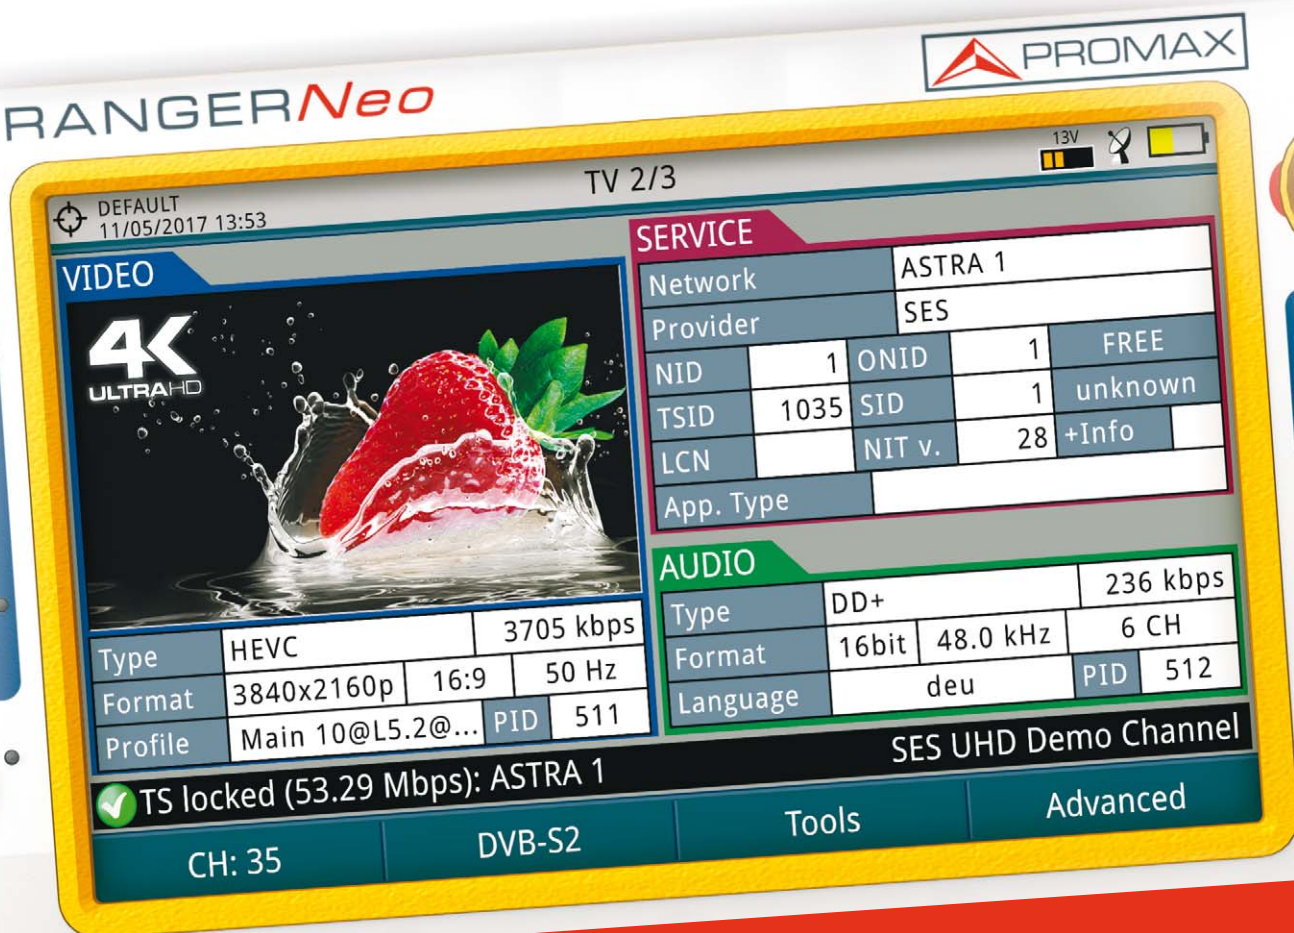 RANGERNeo
PROMAX
DEFAULT
11/05/2017 13:53
TV 2/3
13V
VIDEO
4K
ULTRAHD
Type HEVC 3705 kbps
Format 3840x2160p 16:9 50 Hz
Profile Main 10@L5.2@... PID 511
SERVICE
Network ASTRA 1
Provider SES
NID 1 ONID 1 FREE
TSID 1035 SID 1 unknown
LCN NIT v. 28 +Info
App. Type
AUDIO
Type DD+ 236 kbps
Format 16bit 48.0 kHz 6 CH
Language deu PID 512
TS locked (53.29 Mbps): ASTRA 1 SES UHD Demo Channel
CH: 35 DVB-S2 Tools Advanced